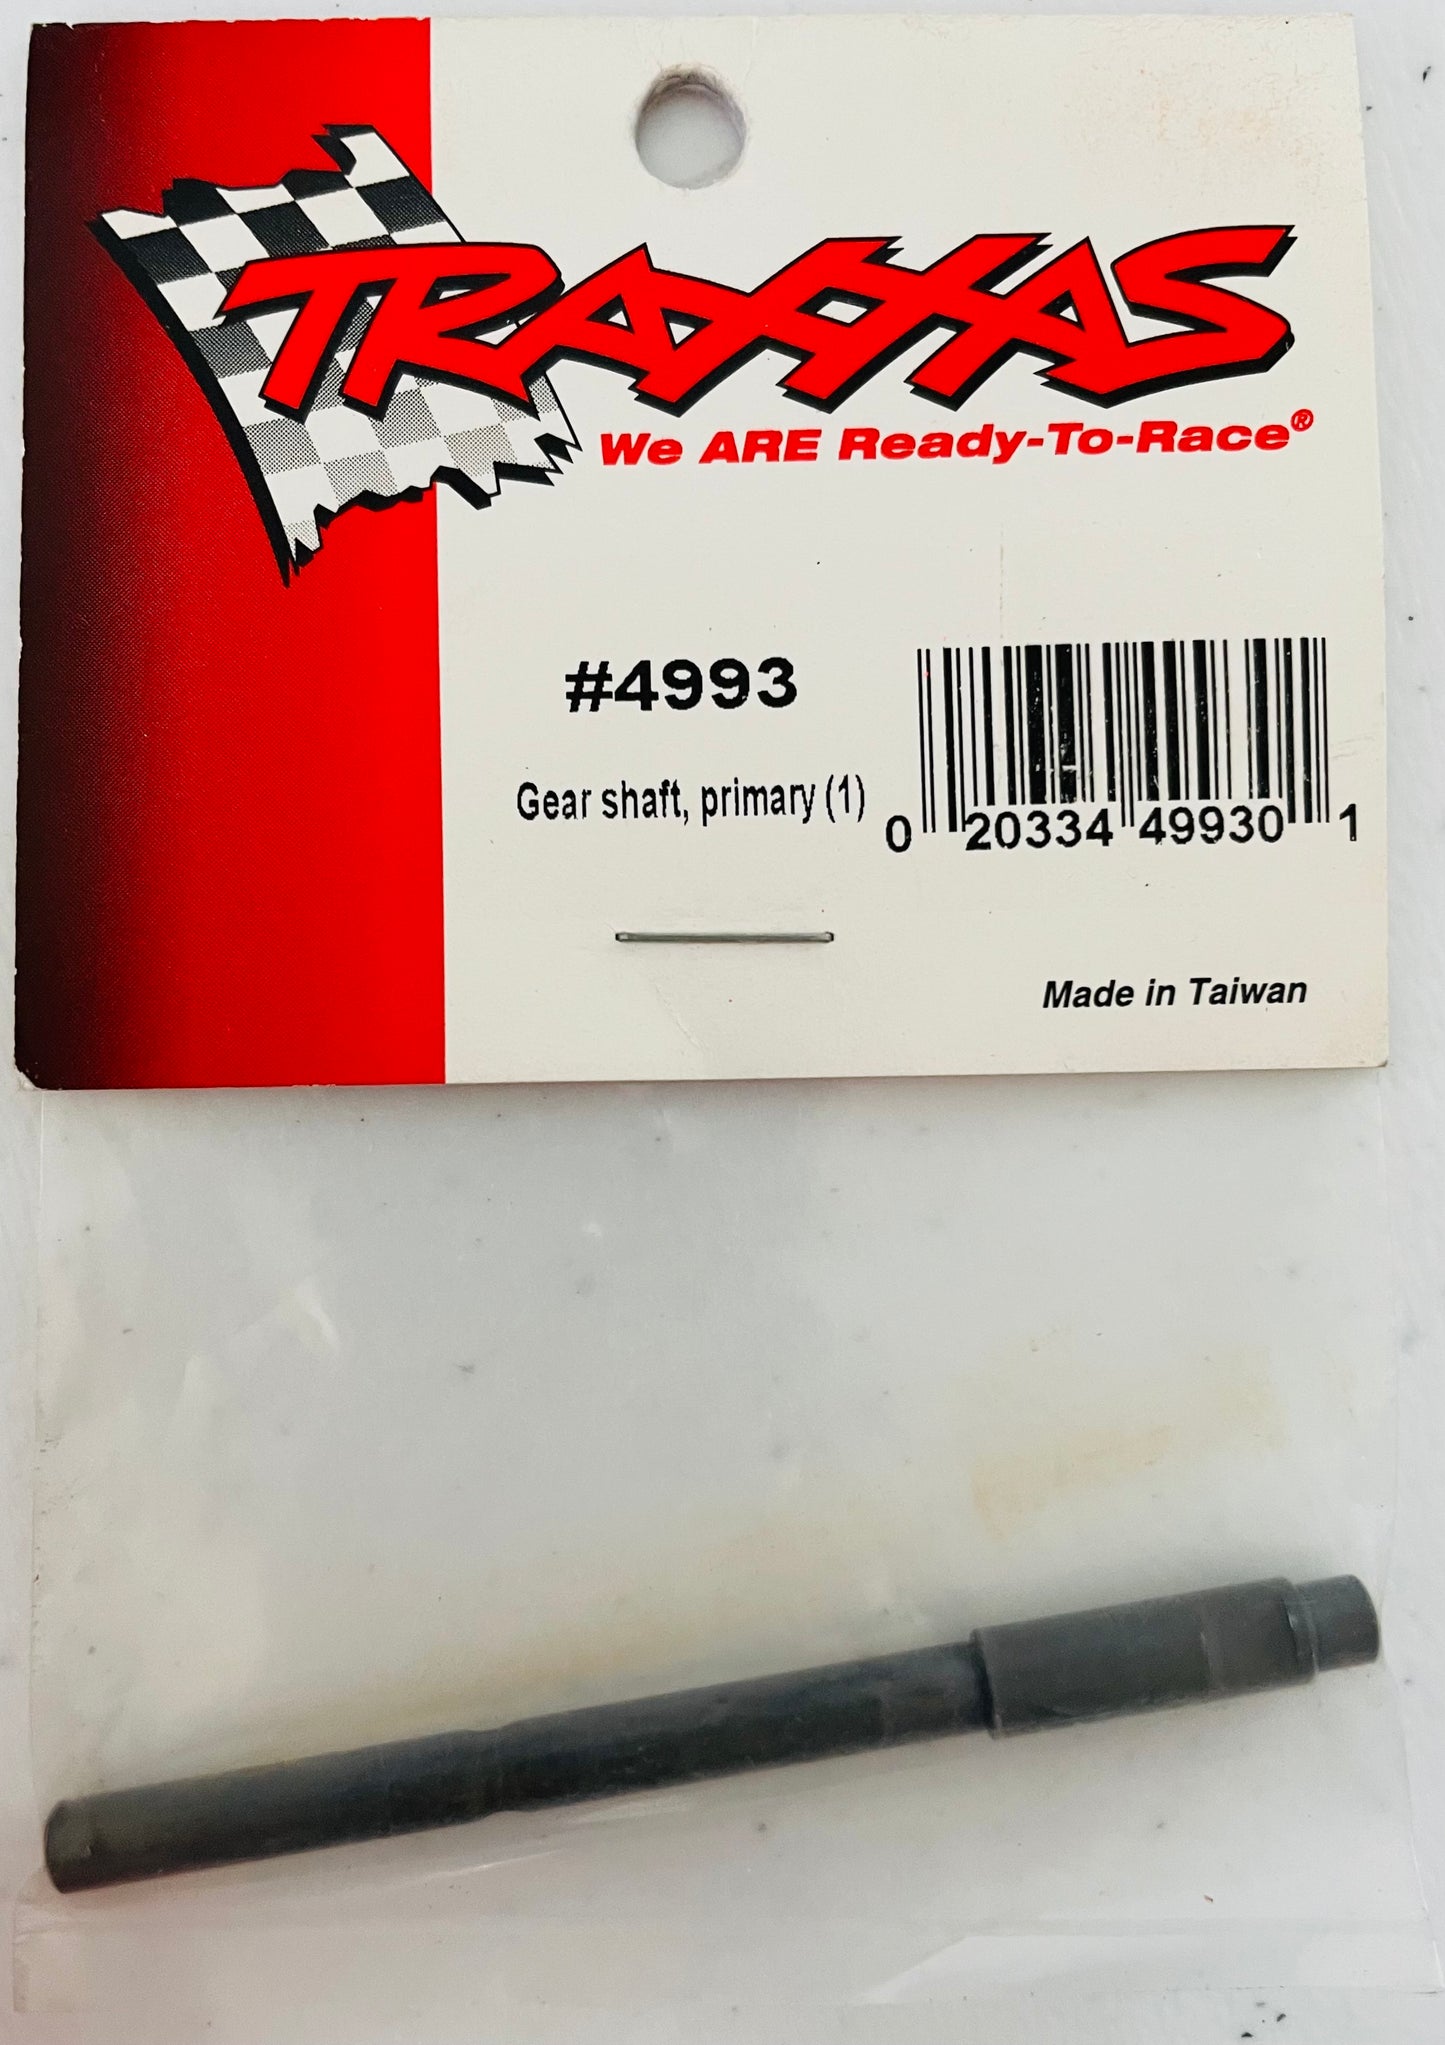 TRAXXAS
We ARE Ready-To-Race®
#4993
Gear shaft, primary (1)
0 20334 49930 1
Made in Taiwan